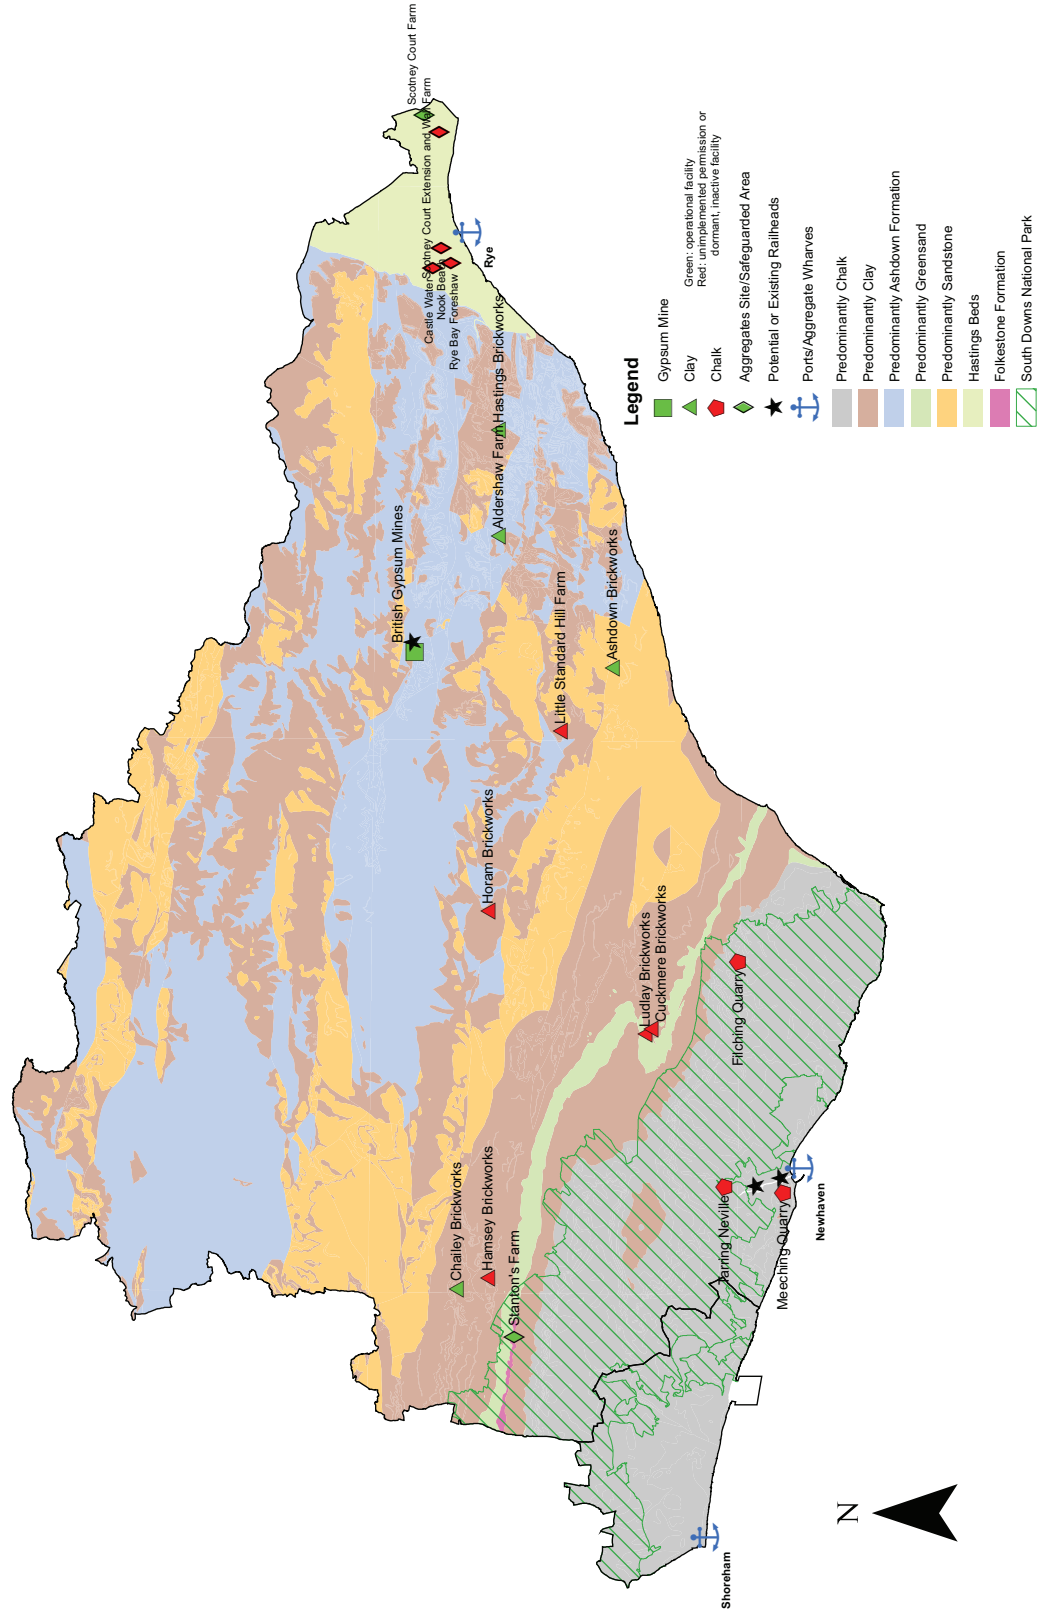 Scotney Court Farm
Scotney Court Extension and Wall Farm
Castle Water
Nook Beach
Rye Bay Foreshaw
Rye
Hastings Brickworks
Aldershaw Farm
British Gypsum Mines
Little Standard Hill Farm
Ashdown Brickworks
Horam Brickworks
Ludlay Brickworks
Cuckmere Brickworks
Filching Quarry
Chailey Brickworks
Hamsey Brickworks
Stanton's Farm
Tarring Neville
Meeching Quarry
Newhaven
Shoreham
N
Legend
Gypsum Mine
Clay
Chalk
Green: operational facility
Red: unimplemented permission or
dormant, inactive facility
Aggregates Site/Safeguarded Area
Potential or Existing Railheads
Ports/Aggregate Wharves
Predominantly Chalk
Predominantly Clay
Predominantly Ashdown Formation
Predominantly Greensand
Predominantly Sandstone
Hastings Beds
Folkestone Formation
South Downs National Park